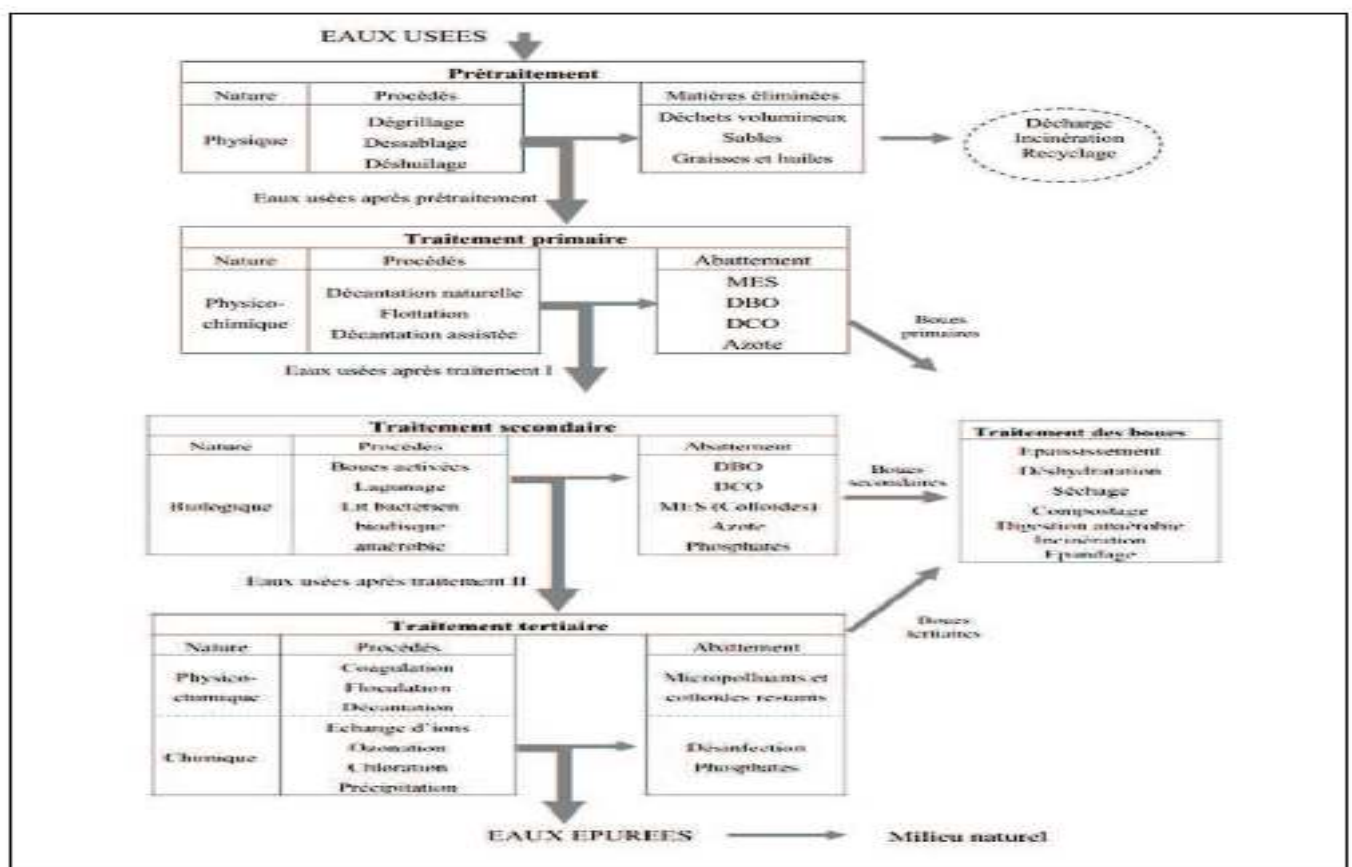 EAUX USEES
Prétraitement
Nature Procédés Matières éliminées
Physique
Dégrillage
Dessablage
Déshuilage
Déchets volumineux
Sables
Graisses et huiles
Décharge
Incinération
Recyclage
Eaux usées après prétraitement
Traitement primaire
Nature Procédés Abattement
Physico-
chimique
Décantation naturelle
Flottation
Décantation assistée
MES
DBO
DCO
Azote
Boues
primaires
Eaux usées après traitement I
Traitement secondaire
Nature Procédés Abattement
Biologique
Boues activées
Lagunage
Lit bacterien
biodisque
anaérobic
DBO
DCO
MES (Colloides)
Azote
Phosphates
Boues
secondaires
Traitement des boues
Epaississement
Déshydratation
Séchage
Compostage
Digestion anaérobie
Incinération
Epandage
Eaux usées après traitement II
Traitement tertiaire
Nature Procédés Abattement
Physico-
chimique
Coagulation
Floculation
Décantation
Micropolluants et
colloides restants
Chimique
Echange d'ions
Ozonation
Chloration
Précipitation
Désinfection
Phosphates
Boues
tertiaires
EAUX EPUREES
Milieu naturel